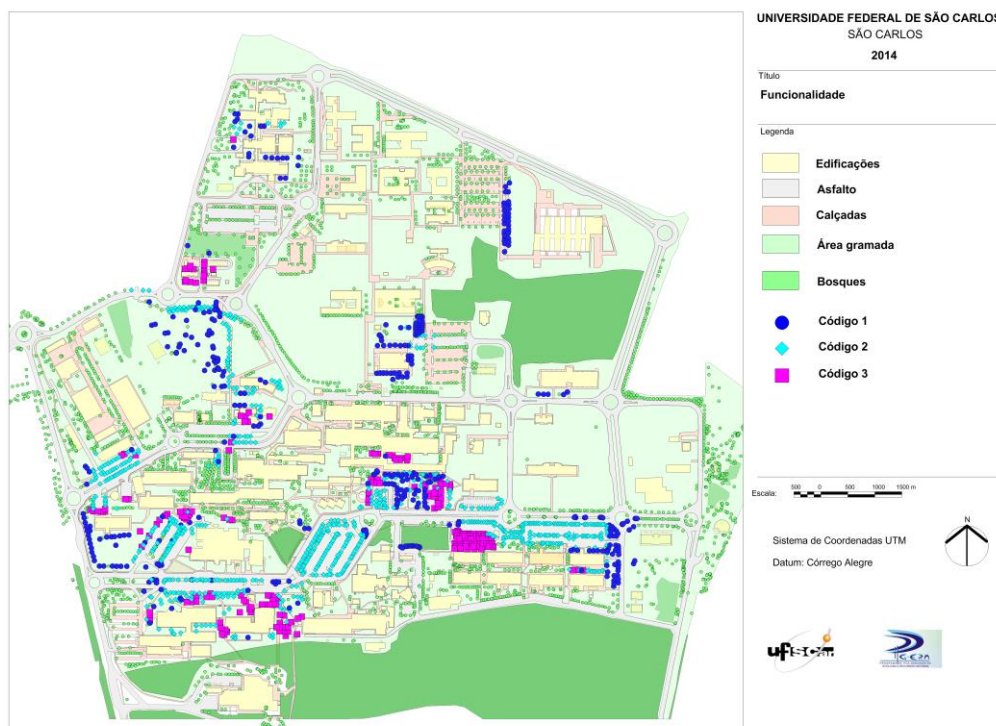 UNIVERSIDADE FEDERAL DE SÃO CARLOS
SÃO CARLOS
2014
Título
Funcionalidade
Legenda
Edificações
Asfalto
Calçadas
Área gramada
Bosques
Código 1
Código 2
Código 3
Escala: 500 0 500 1000 1500 m
N
Sistema de Coordenadas UTM
Datum: Córrego Alegre
ufscar